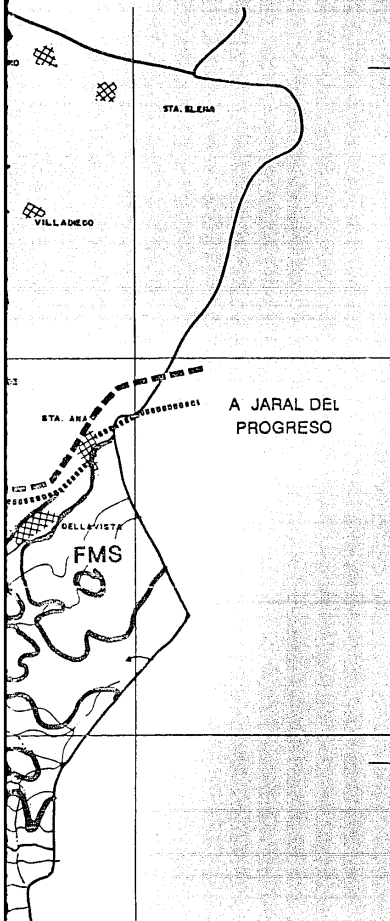 STA. ELENA
VILLADIEGO
A JARAL DEL
PROGRESO
STA. ANA
BELLAVISTA
FMS